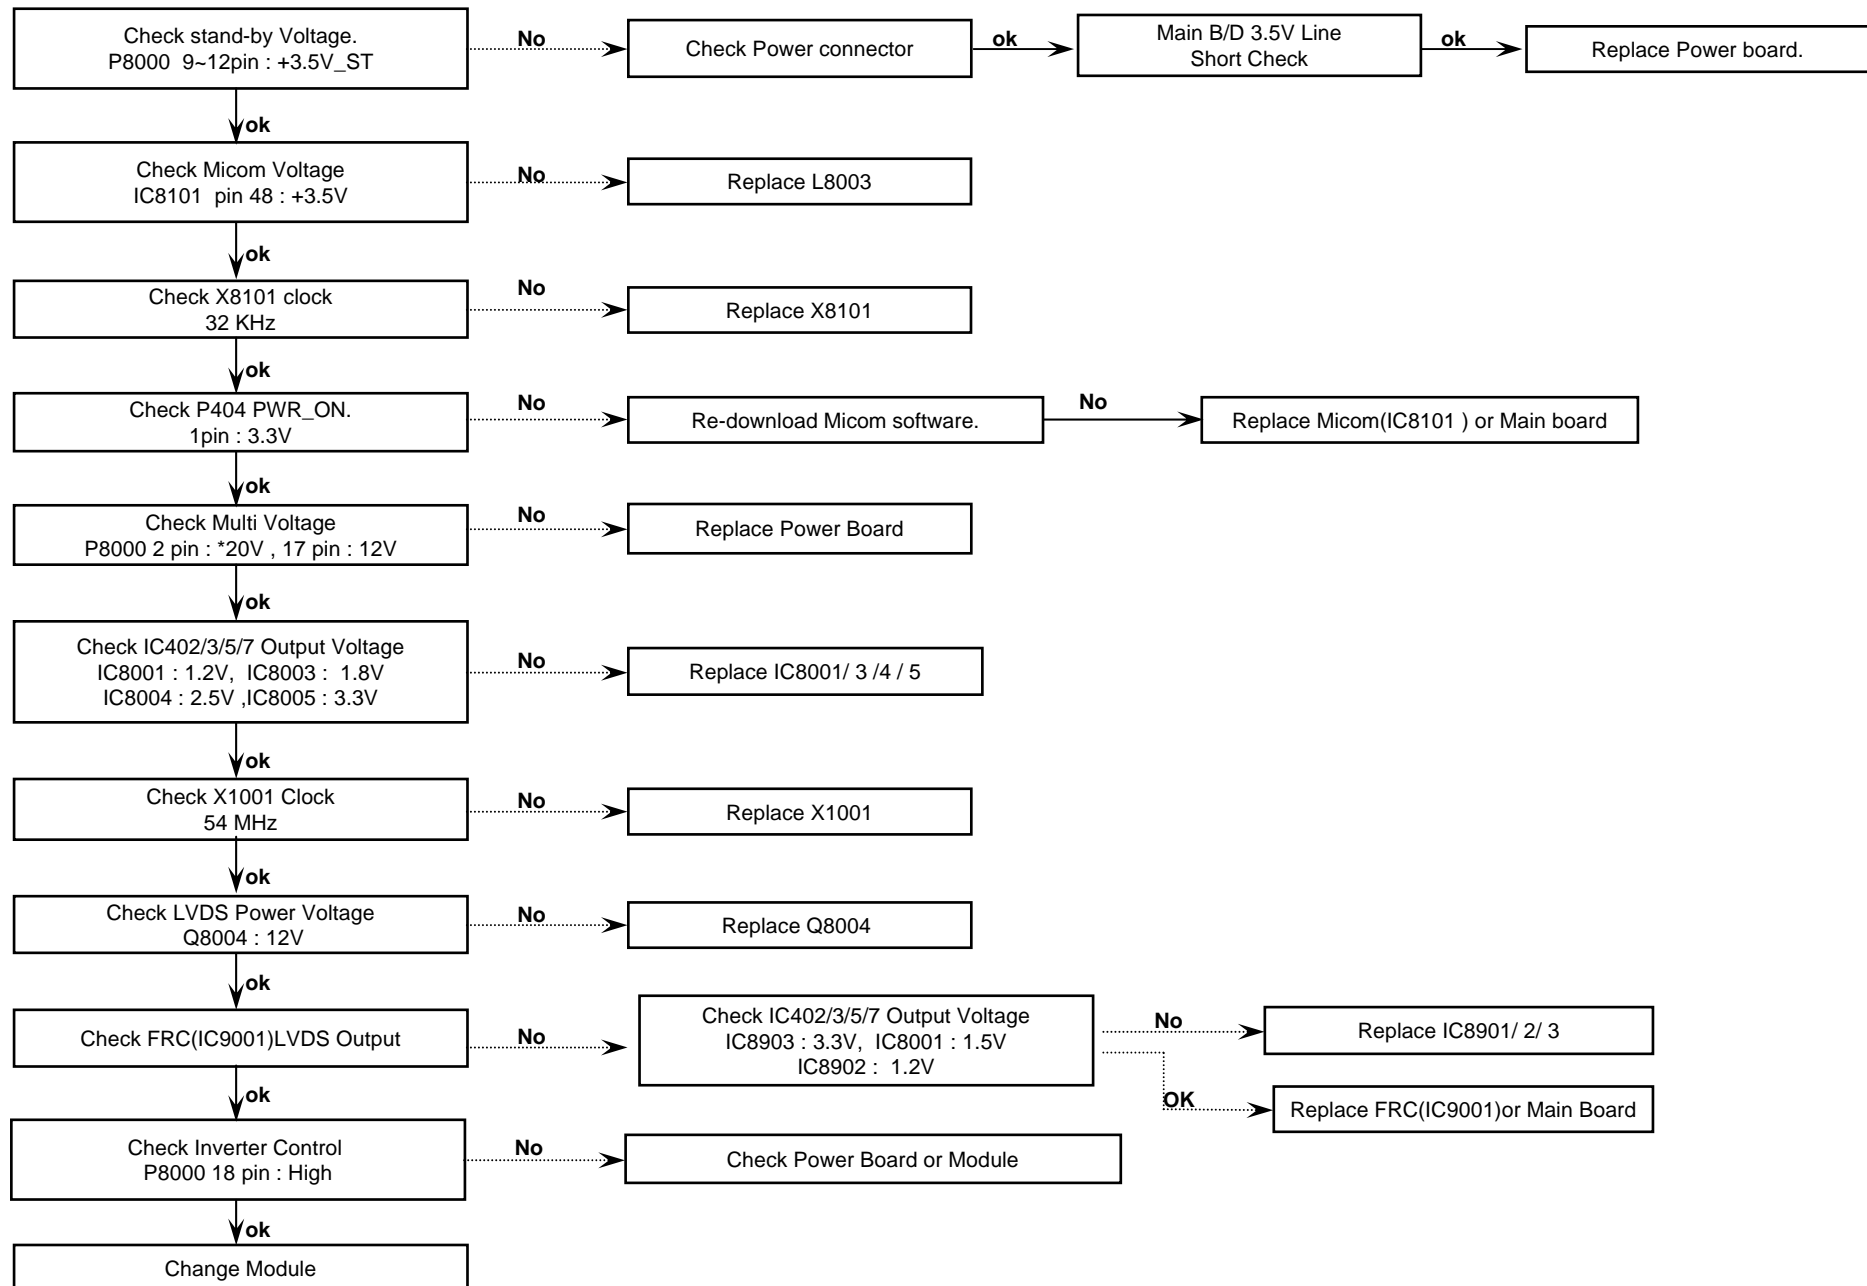 Check stand-by Voltage.
P8000 9~12pin : +3.5V_ST
No
Check Power connector
ok
Main B/D 3.5V Line
Short Check
ok
Replace Power board.
ok
Check Micom Voltage
IC8101 pin 48 : +3.5V
No
Replace L8003
ok
Check X8101 clock
32 KHz
No
Replace X8101
ok
Check P404 PWR_ON.
1pin : 3.3V
No
Re-download Micom software.
No
Replace Micom(IC8101 ) or Main board
ok
Check Multi Voltage
P8000 2 pin : *20V , 17 pin : 12V
No
Replace Power Board
ok
Check IC402/3/5/7 Output Voltage
IC8001 : 1.2V, IC8003 : 1.8V
IC8004 : 2.5V ,IC8005 : 3.3V
No
Replace IC8001/ 3 /4 / 5
ok
Check X1001 Clock
54 MHz
No
Replace X1001
ok
Check LVDS Power Voltage
Q8004 : 12V
No
Replace Q8004
ok
Check FRC(IC9001)LVDS Output
No
Check IC402/3/5/7 Output Voltage
IC8903 : 3.3V, IC8001 : 1.5V
IC8902 : 1.2V
No
Replace IC8901/ 2/ 3
OK
Replace FRC(IC9001)or Main Board
ok
Check Inverter Control
P8000 18 pin : High
No
Check Power Board or Module
ok
Change Module